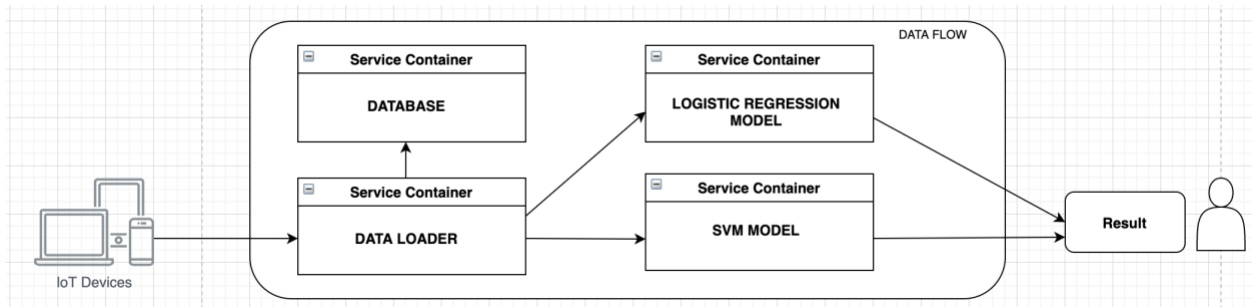 DATA FLOW
Service Container
DATABASE
Service Container
LOGISTIC REGRESSION
MODEL
Service Container
DATA LOADER
Service Container
SVM MODEL
Result
IoT Devices